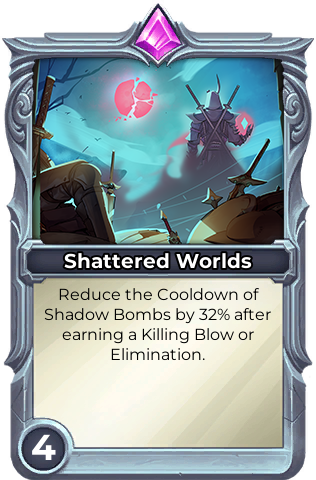 Shattered Worlds
Reduce the Cooldown of
Shadow Bombs by 32% after
earning a Killing Blow or
Elimination.
4